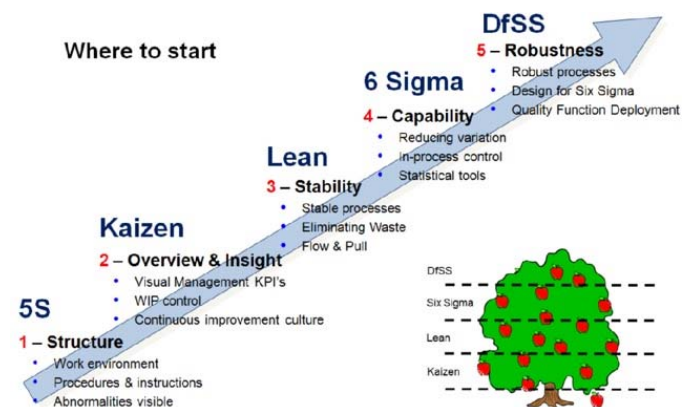 Where to start
DfSS
5 – Robustness
• Robust processes
• Design for Six Sigma
• Quality Function Deployment
6 Sigma
4 – Capability
• Reducing variation
• In-process control
• Statistical tools
Lean
3 – Stability
• Stable processes
• Eliminating Waste
• Flow & Pull
Kaizen
2 – Overview & Insight
• Visual Management KPI's
• WIP control
• Continuous improvement culture
5S
1 – Structure
• Work environment
• Procedures & instructions
• Abnormalities visible
DfSS
Six Sigma
Lean
Kaizen